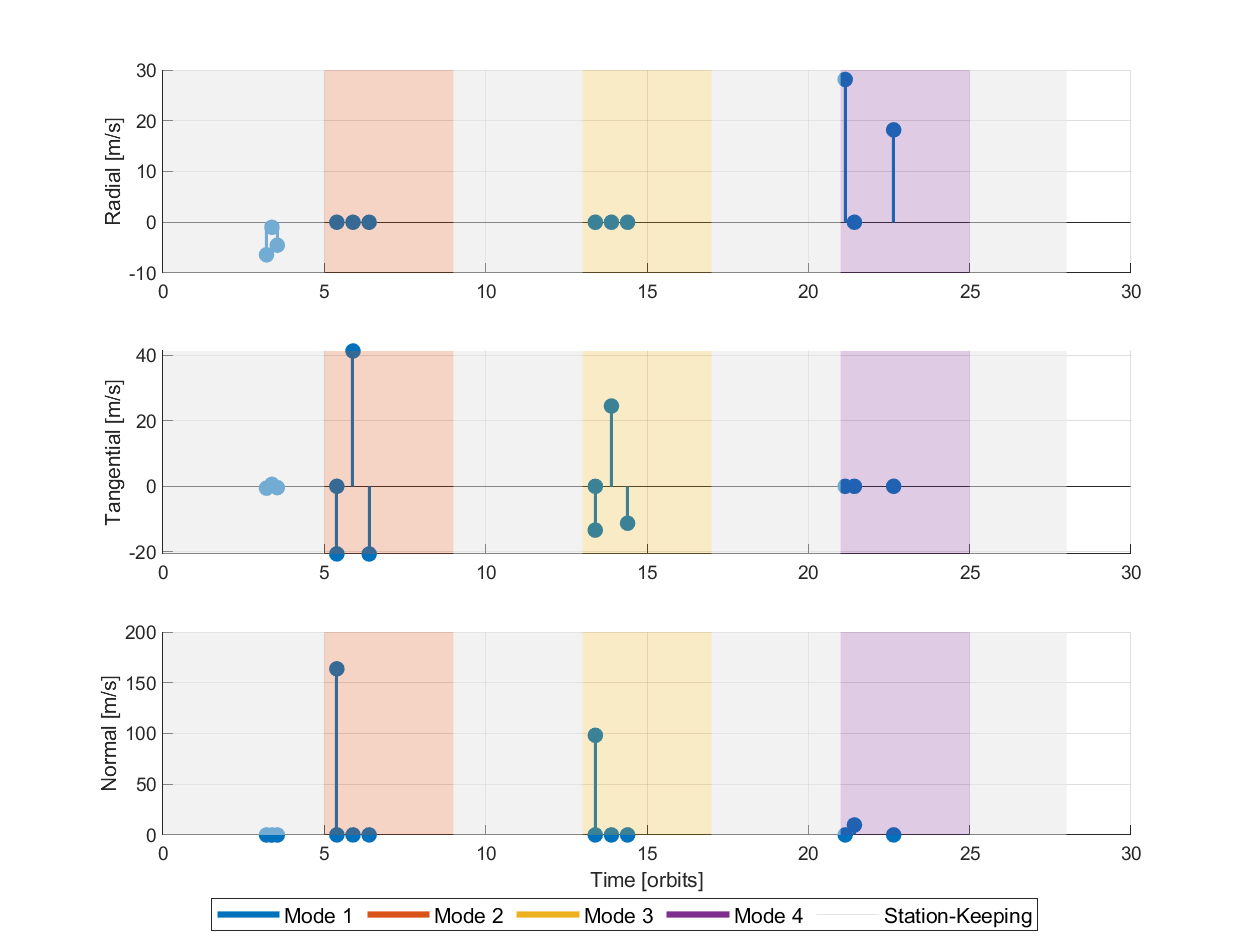 Radial [m/s]
30
20
10
0
-10
0 5 10 15 20 25 30
Tangential [m/s]
40
20
0
-20
0 5 10 15 20 25 30
Normal [m/s]
200
150
100
50
0
0 5 10 15 20 25 30
Time [orbits]
Mode 1 Mode 2 Mode 3 Mode 4 Station-Keeping